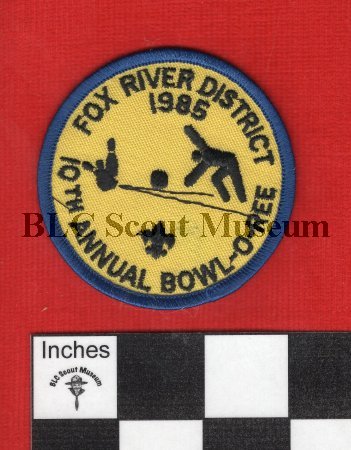 FOX RIVER DISTRICT
1985
10TH ANNUAL BOWL-O-REE
BLC Scout Museum
Inches
BLC Scout Museum